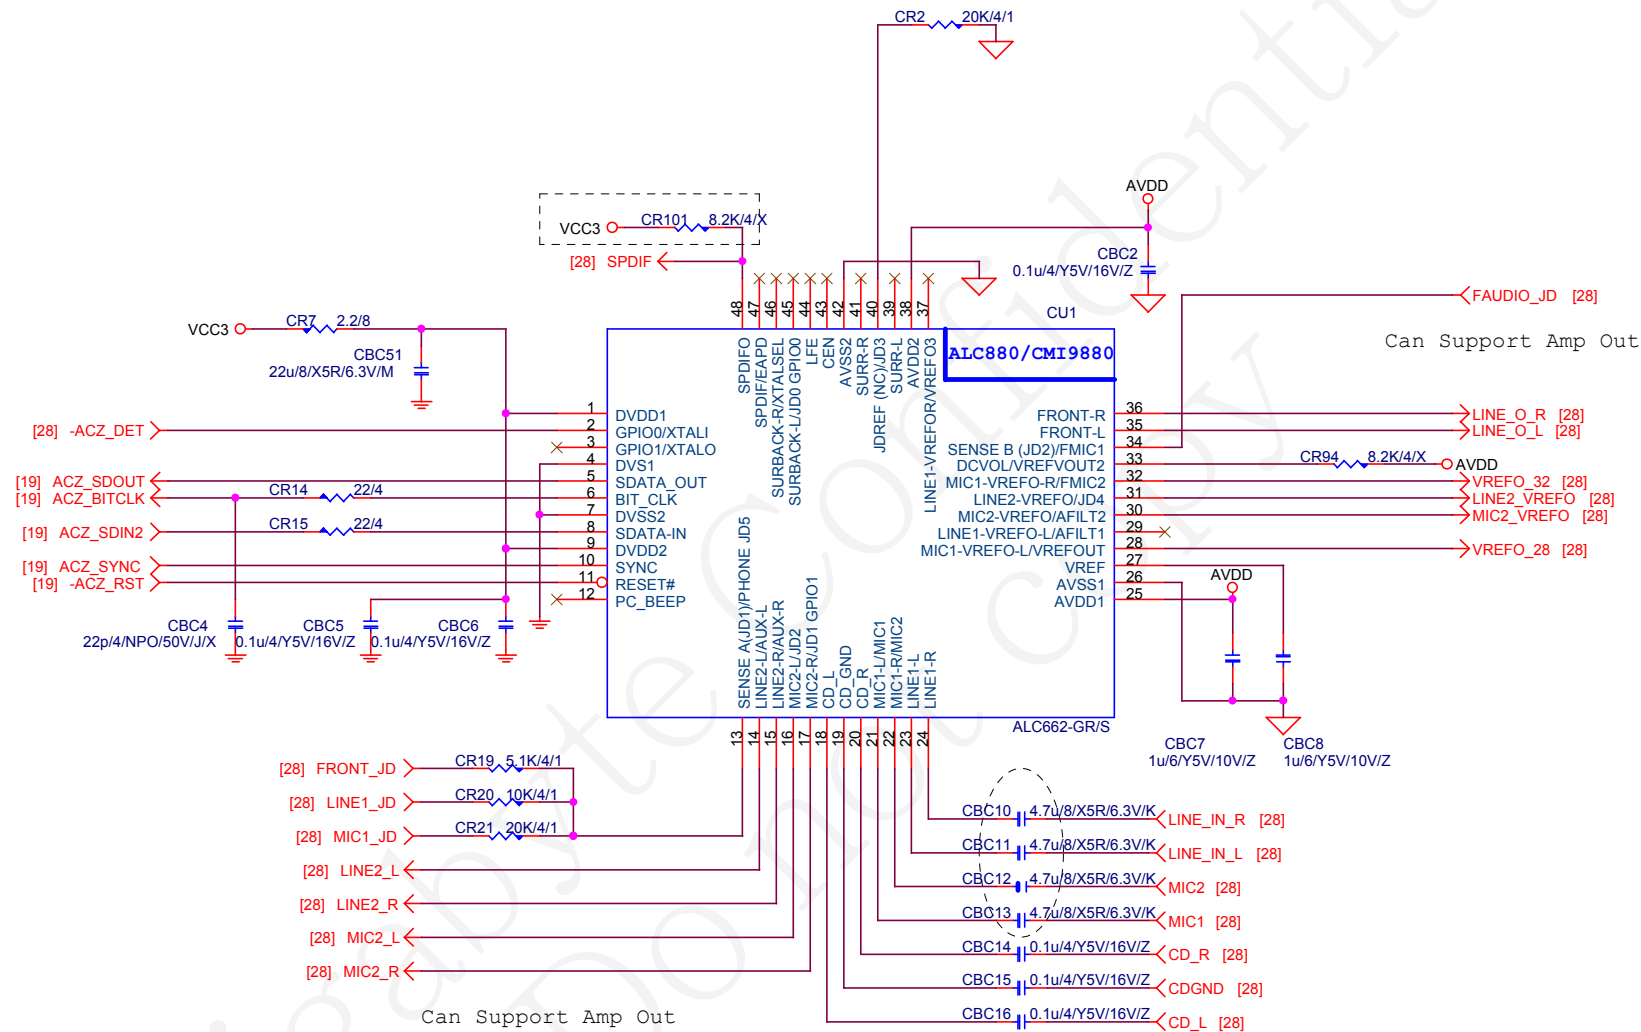 CR2 20K/4/1
AVDD
VCC3 CR101 8.2K/4/X
[28] SPDIF
CBC2
0.1u/4/Y5V/16V/Z
48 47 46 45 44 43 42 41 40 39 38 37
CU1
FAUDIO_JD [28]
VCC3 CR7 2.2/8
CBC51
22u/8/X5R/6.3V/M
Can Support Amp Out
ALC880/CMI9880
SPDIFO
SPDIF/EAPD
SURBACK-R/XTALSEL
SURBACK-L/JD0 GPIO0
LFE
CEN
AVSS2
SURR-R
JDREF (NC)/JD3
SURR-L
AVDD2
LINE1-VREFOR/VREFO3
[28] -ACZ_DET
[19] ACZ_SDOUT
[19] ACZ_BITCLK CR14 22/4
[19] ACZ_SDIN2 CR15 22/4
[19] ACZ_SYNC
[19] -ACZ_RST
1 DVDD1
2 GPIO0/XTALI
3 GPIO1/XTALO
4 DVS1
5 SDATA_OUT
6 BIT_CLK
7 DVSS2
8 SDATA-IN
9 DVDD2
10 SYNC
11 RESET#
12 PC_BEEP
FRONT-R 36 LINE_O_R [28]
FRONT-L 35 LINE_O_L [28]
SENSE B (JD2)/FMIC1 34
DCVOL/VREFVOUT2 33 CR94 8.2K/4/X AVDD
MIC1-VREFO-R/FMIC2 32 VREFO_32 [28]
LINE2-VREFO/JD4 31 LINE2_VREFO [28]
MIC2-VREFO/AFILT2 30 MIC2_VREFO [28]
LINE1-VREFO-L/AFILT1 29
MIC1-VREFO-L/VREFOUT 28 VREFO_28 [28]
VREF 27
AVSS1 26 AVDD
AVDD1 25
CBC4
22p/4/NPO/50V/J/X
CBC5
0.1u/4/Y5V/16V/Z
CBC6
0.1u/4/Y5V/16V/Z
SENSE A(JD1)/PHONE JD5
LINE2-L/AUX-L
LINE2-R/AUX-R
MIC2-L/JD2
MIC2-R/JD1 GPIO1
CD_L
CD_GND
CD_R
MIC1-L/MIC1
MIC1-R/MIC2
LINE1-L
LINE1-R
ALC662-GR/S
13 14 15 16 17 18 19 20 21 22 23 24
CBC7
1u/6/Y5V/10V/Z
CBC8
1u/6/Y5V/10V/Z
[28] FRONT_JD CR19 5.1K/4/1
[28] LINE1_JD CR20 10K/4/1
[28] MIC1_JD CR21 20K/4/1
[28] LINE2_L
[28] LINE2_R
[28] MIC2_L
[28] MIC2_R
CBC10 4.7u/8/X5R/6.3V/K LINE_IN_R [28]
CBC11 4.7u/8/X5R/6.3V/K LINE_IN_L [28]
CBC12 4.7u/8/X5R/6.3V/K MIC2 [28]
CBC13 4.7u/8/X5R/6.3V/K MIC1 [28]
CBC14 0.1u/4/Y5V/16V/Z CD_R [28]
CBC15 0.1u/4/Y5V/16V/Z CDGND [28]
CBC16 0.1u/4/Y5V/16V/Z CD_L [28]
Can Support Amp Out
Do not copy